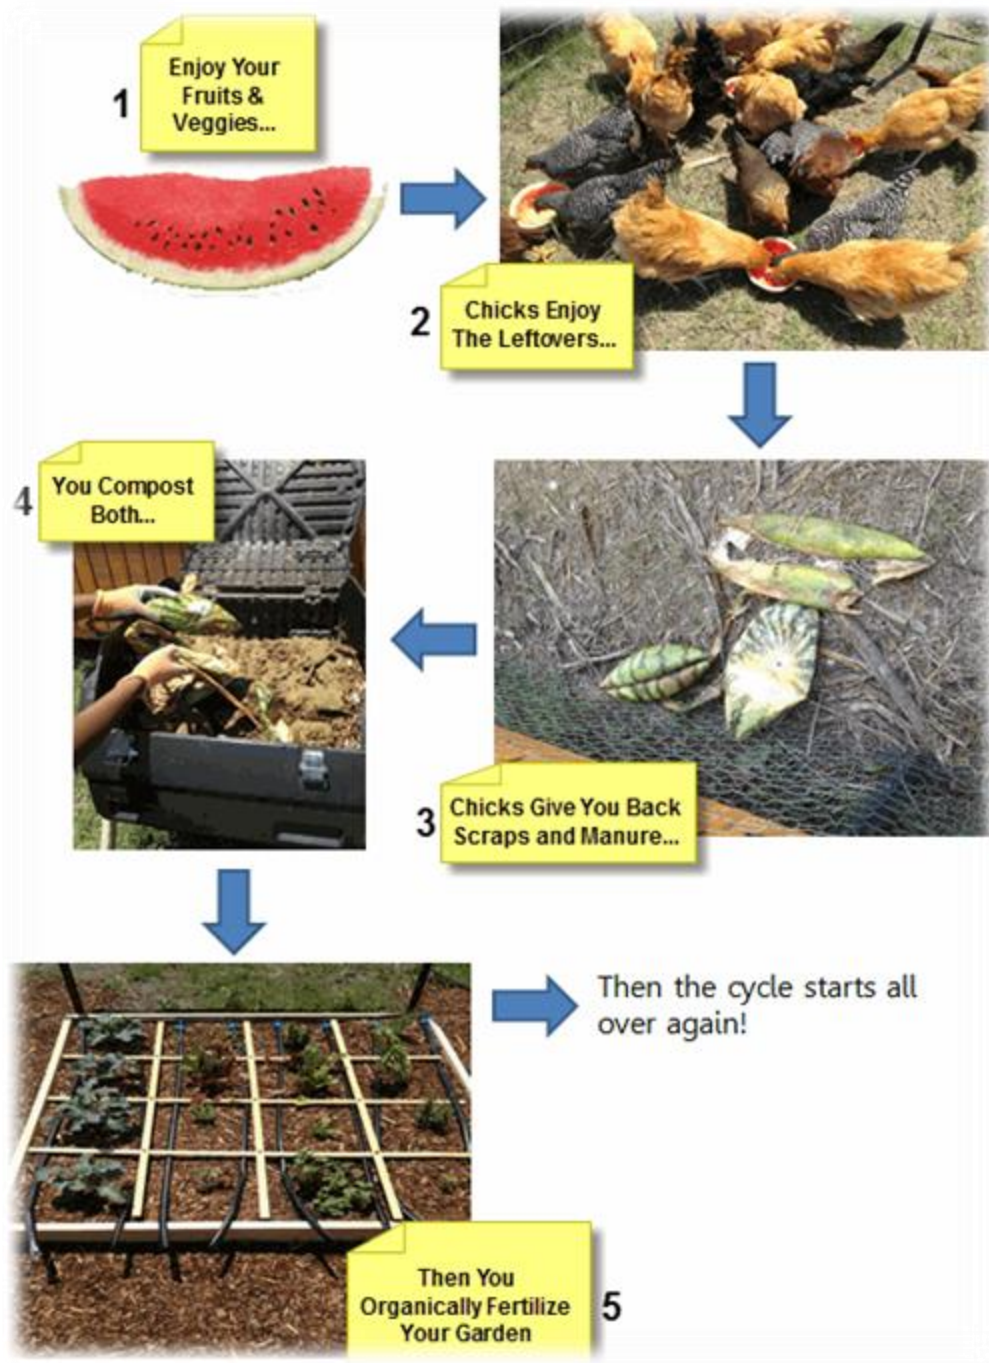 1
Enjoy Your
Fruits &
Veggies...
2
Chicks Enjoy
The Leftovers...
3
Chicks Give You Back
Scraps and Manure...
4
You Compost
Both...
5
Then You
Organically Fertilize
Your Garden
Then the cycle starts all
over again!